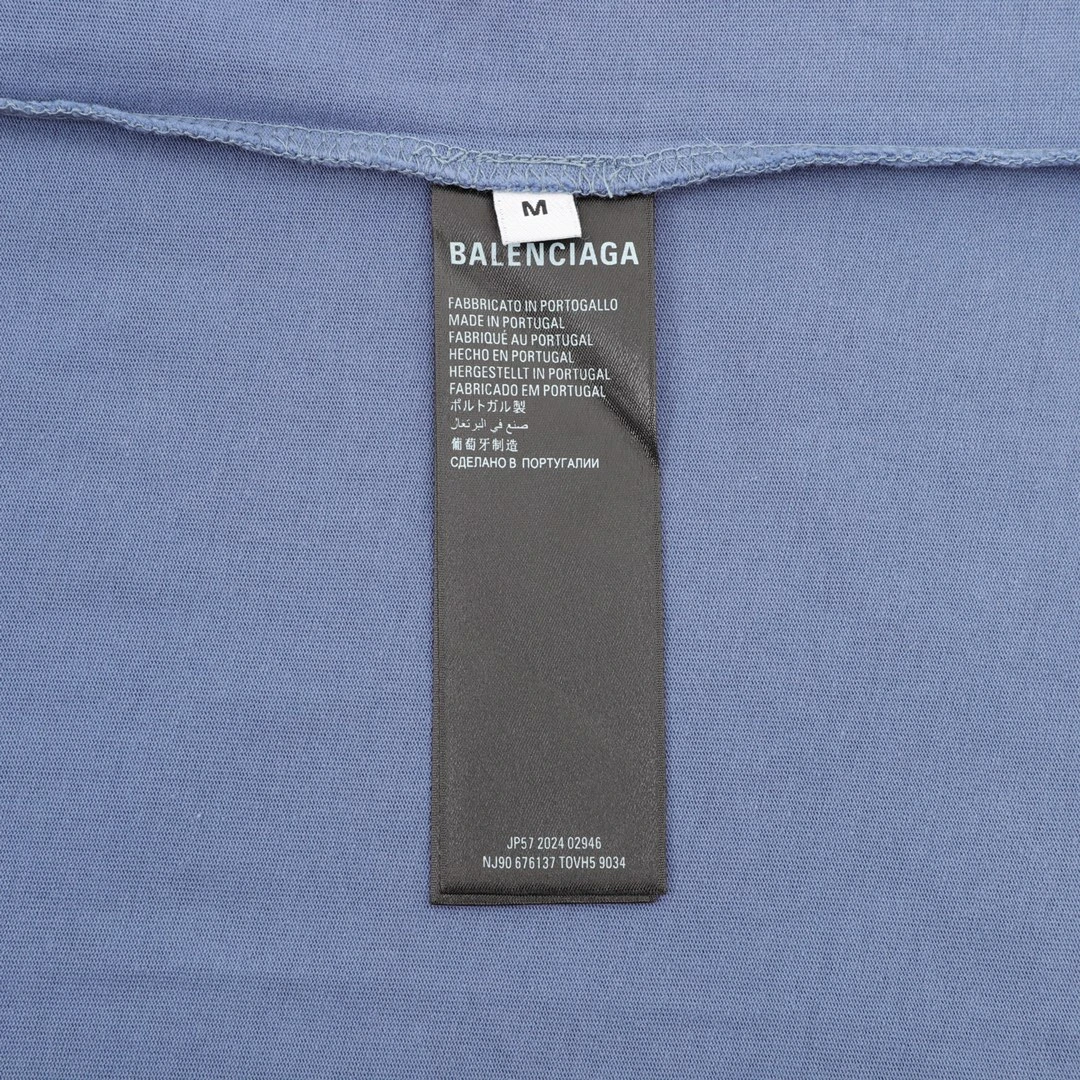 M
BALENCIAGA
FABBRICATO IN PORTOGALLO
MADE IN PORTUGAL
FABRIQUÉ AU PORTUGAL
HECHO EN PORTUGAL
HERGESTELLT IN PORTUGAL
FABRICADO EM PORTUGAL
ポルトガル製
صنع في البرتغال
葡萄牙制造
СДЕЛАНО В ПОРТУГАЛИИ
JP57 2024 02946
NJ90 676137 TOVH5 9034